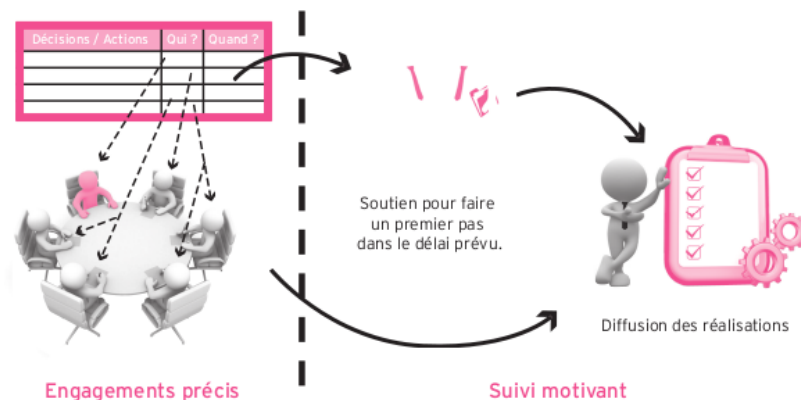 Décisions / Actions Qui ? Quand ?
Soutien pour faire
un premier pas
dans le délai prévu.
Diffusion des réalisations
Engagements précis
Suivi motivant